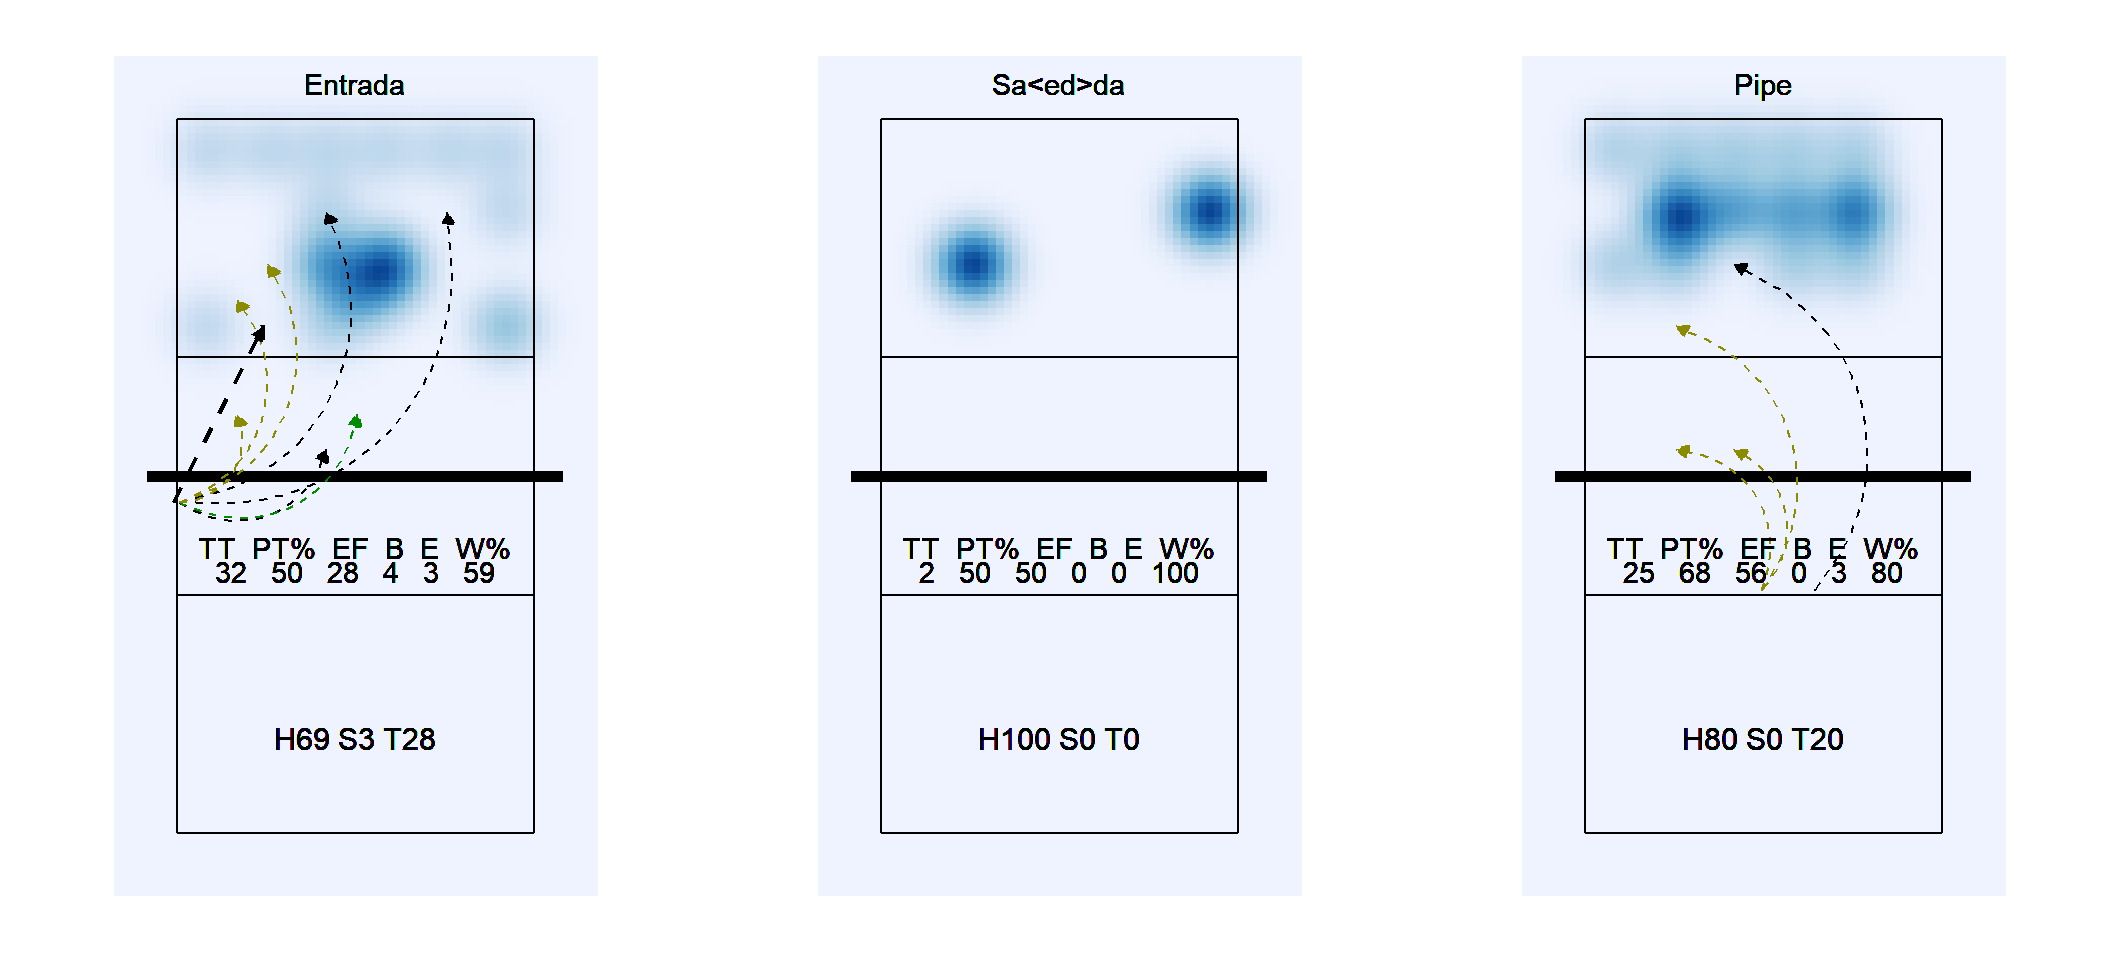 Entrada
TT PT% EF B E W%
32 50 28 4 3 59
H69 S3 T28
Sa<ed>da
TT PT% EF B E W%
2 50 50 0 0 100
H100 S0 T0
Pipe
TT PT% EF B E W%
25 68 56 0 3 80
H80 S0 T20